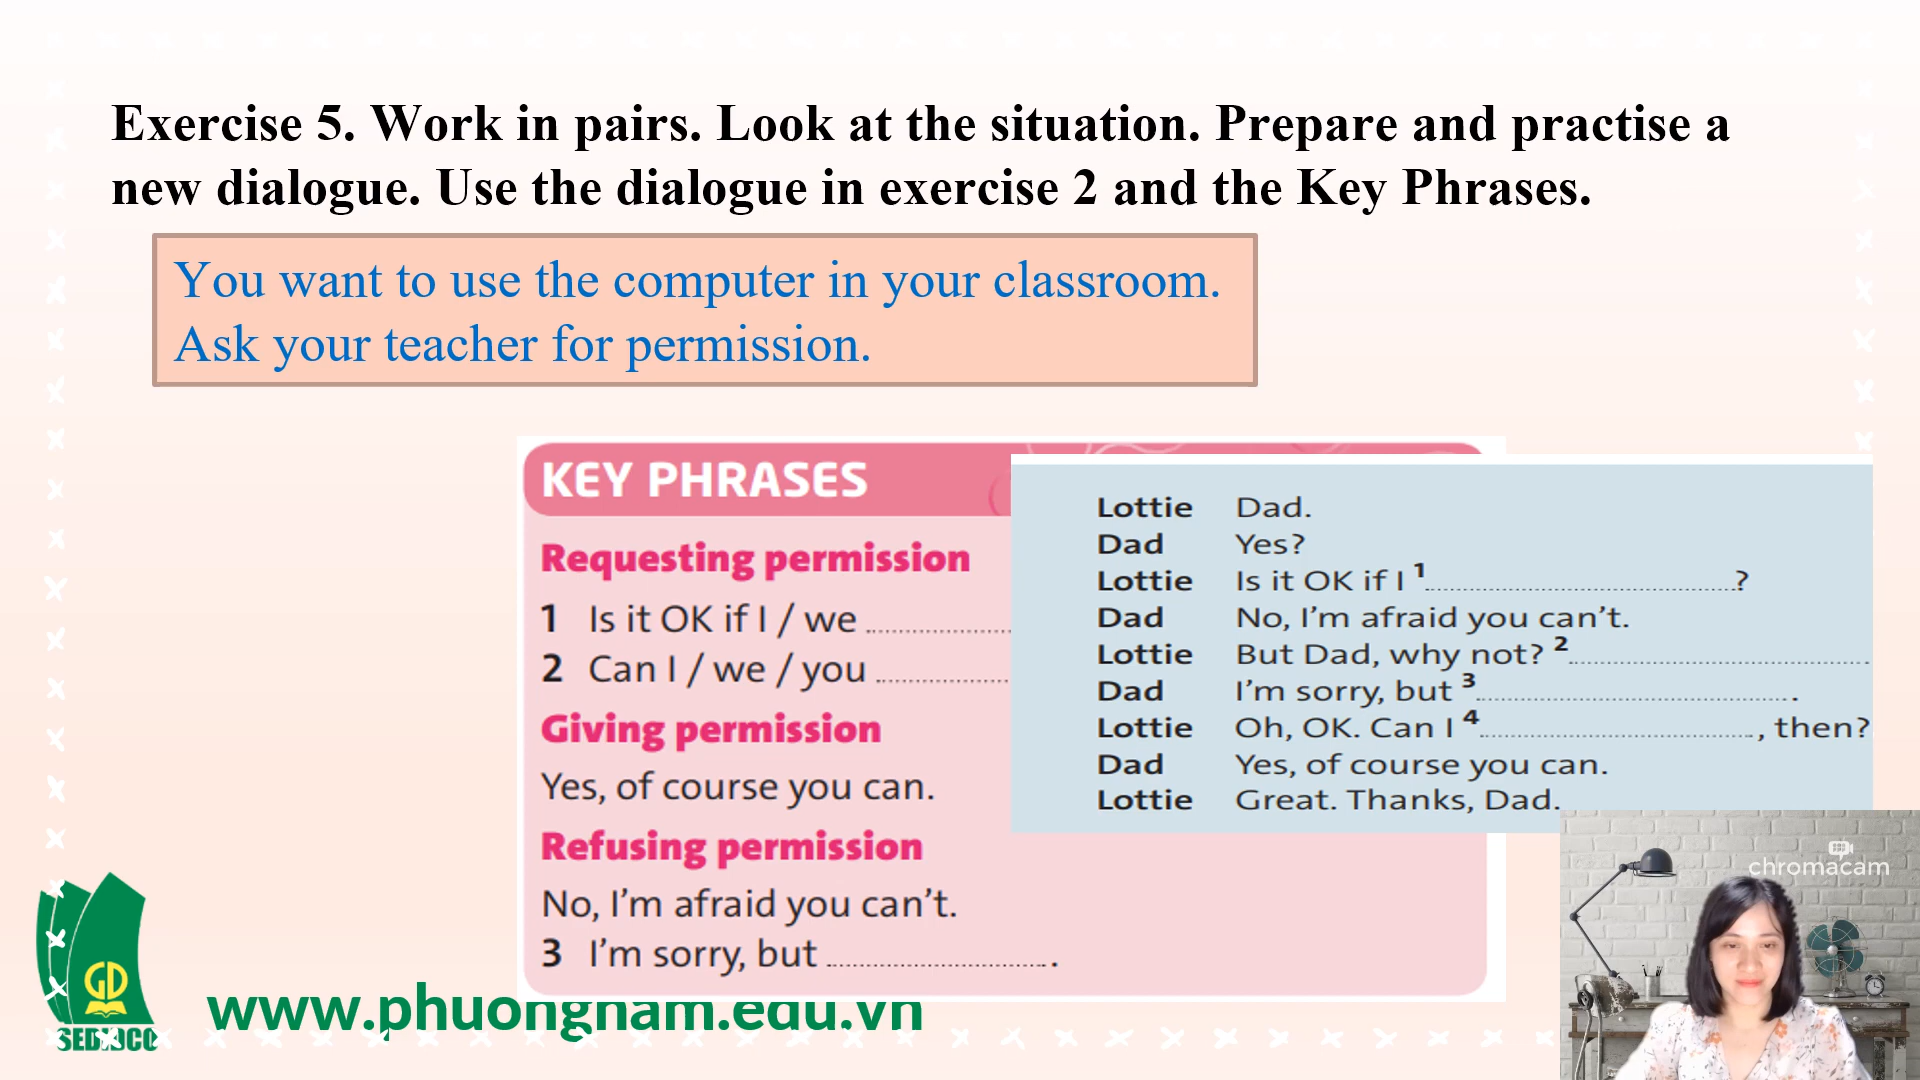 Exercise 5. Work in pairs. Look at the situation. Prepare and practise a
new dialogue. Use the dialogue in exercise 2 and the Key Phrases.
You want to use the computer in your classroom.
Ask your teacher for permission.
KEY PHRASES
Requesting permission
1 Is it OK if I / we ....................
2 Can I / we / you ....................
Giving permission
Yes, of course you can.
Refusing permission
No, I'm afraid you can't.
3 I'm sorry, but .................... .
Lottie Dad.
Dad Yes?
Lottie Is it OK if I 1 .................... ?
Dad No, I'm afraid you can't.
Lottie But Dad, why not? 2 ....................
Dad I'm sorry, but 3 .................... .
Lottie Oh, OK. Can I 4 .................... , then?
Dad Yes, of course you can.
Lottie Great. Thanks, Dad.
chromacam
GD
www.phuongnam.edu.vn